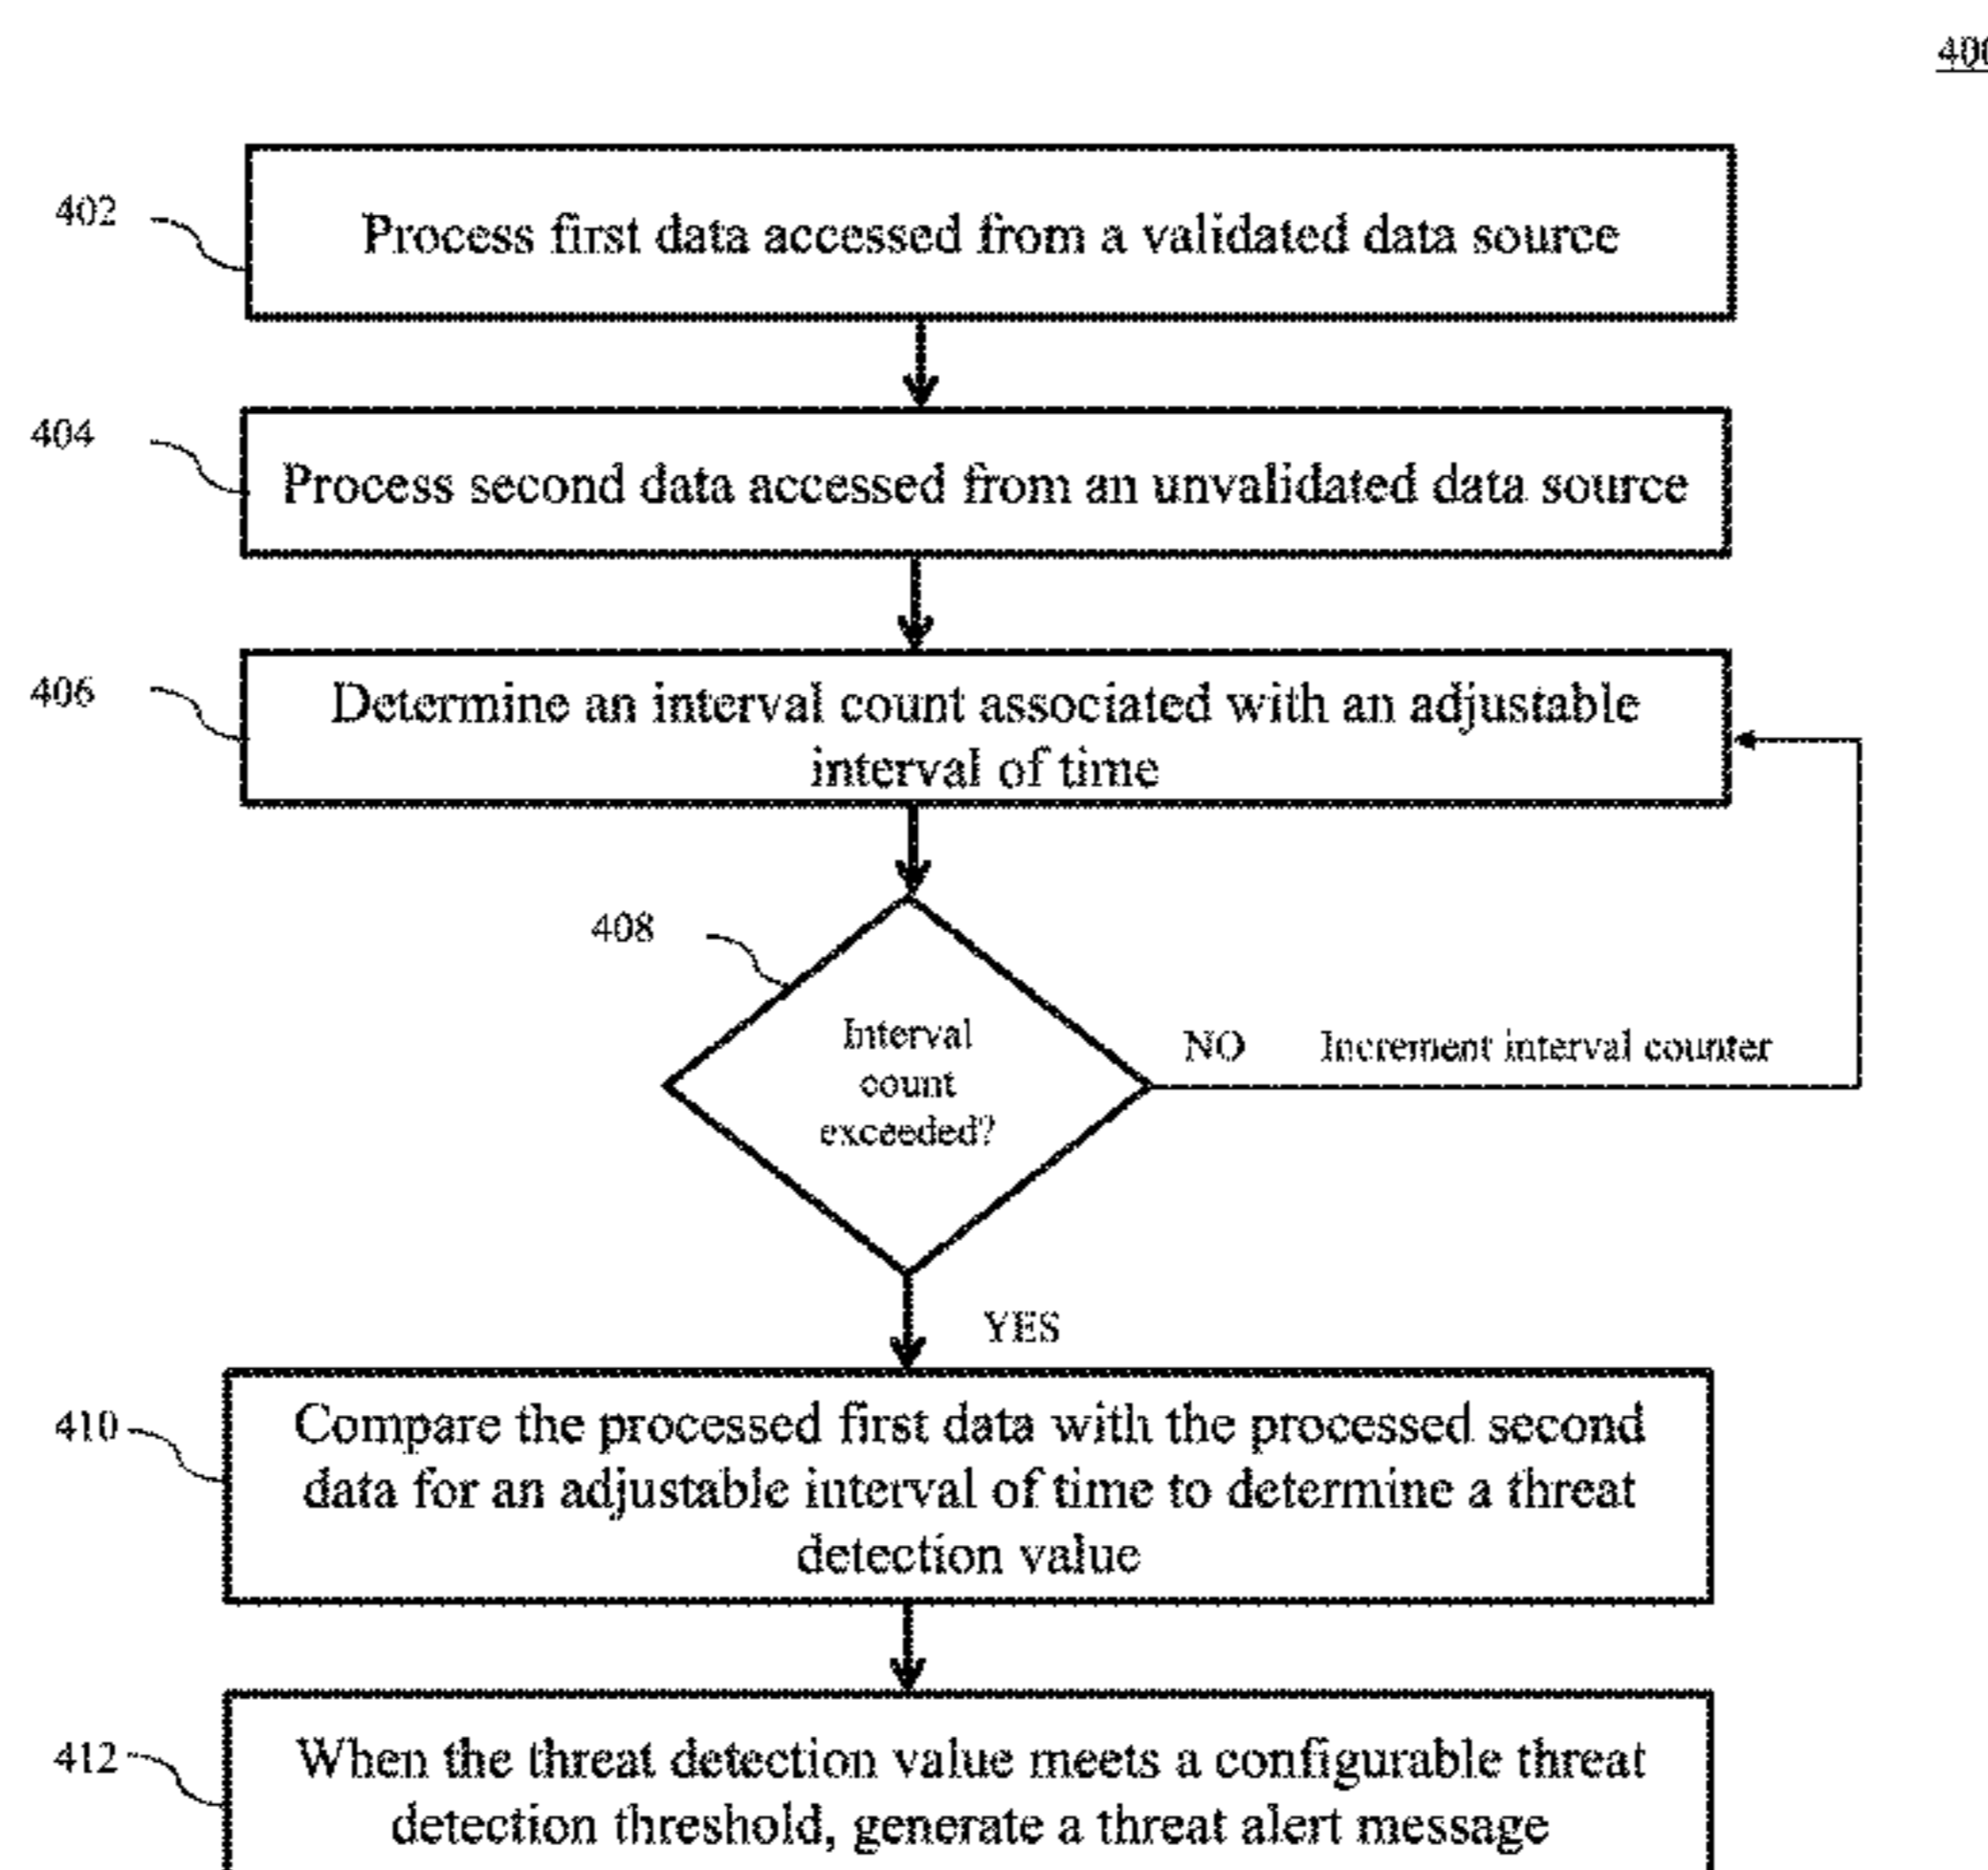 400
402
Process first data accessed from a validated data source
404
Process second data accessed from an unvalidated data source
406
Determine an interval count associated with an adjustable
interval of time
408
Interval
count
exceeded?
NO
Increment interval counter
YES
410
Compare the processed first data with the processed second
data for an adjustable interval of time to determine a threat
detection value
412
When the threat detection value meets a configurable threat
detection threshold, generate a threat alert message